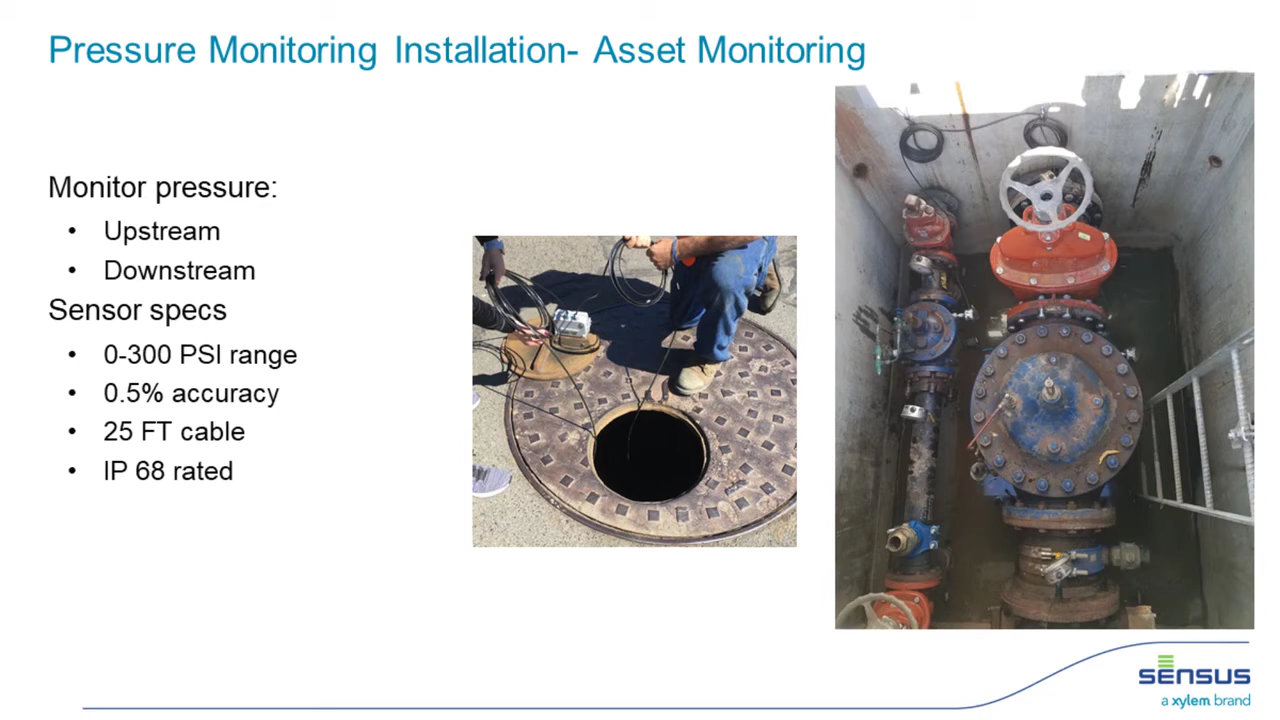 Pressure Monitoring Installation- Asset Monitoring
Monitor pressure:
• Upstream
• Downstream
Sensor specs
• 0-300 PSI range
• 0.5% accuracy
• 25 FT cable
• IP 68 rated
SENSUS
a xylem brand